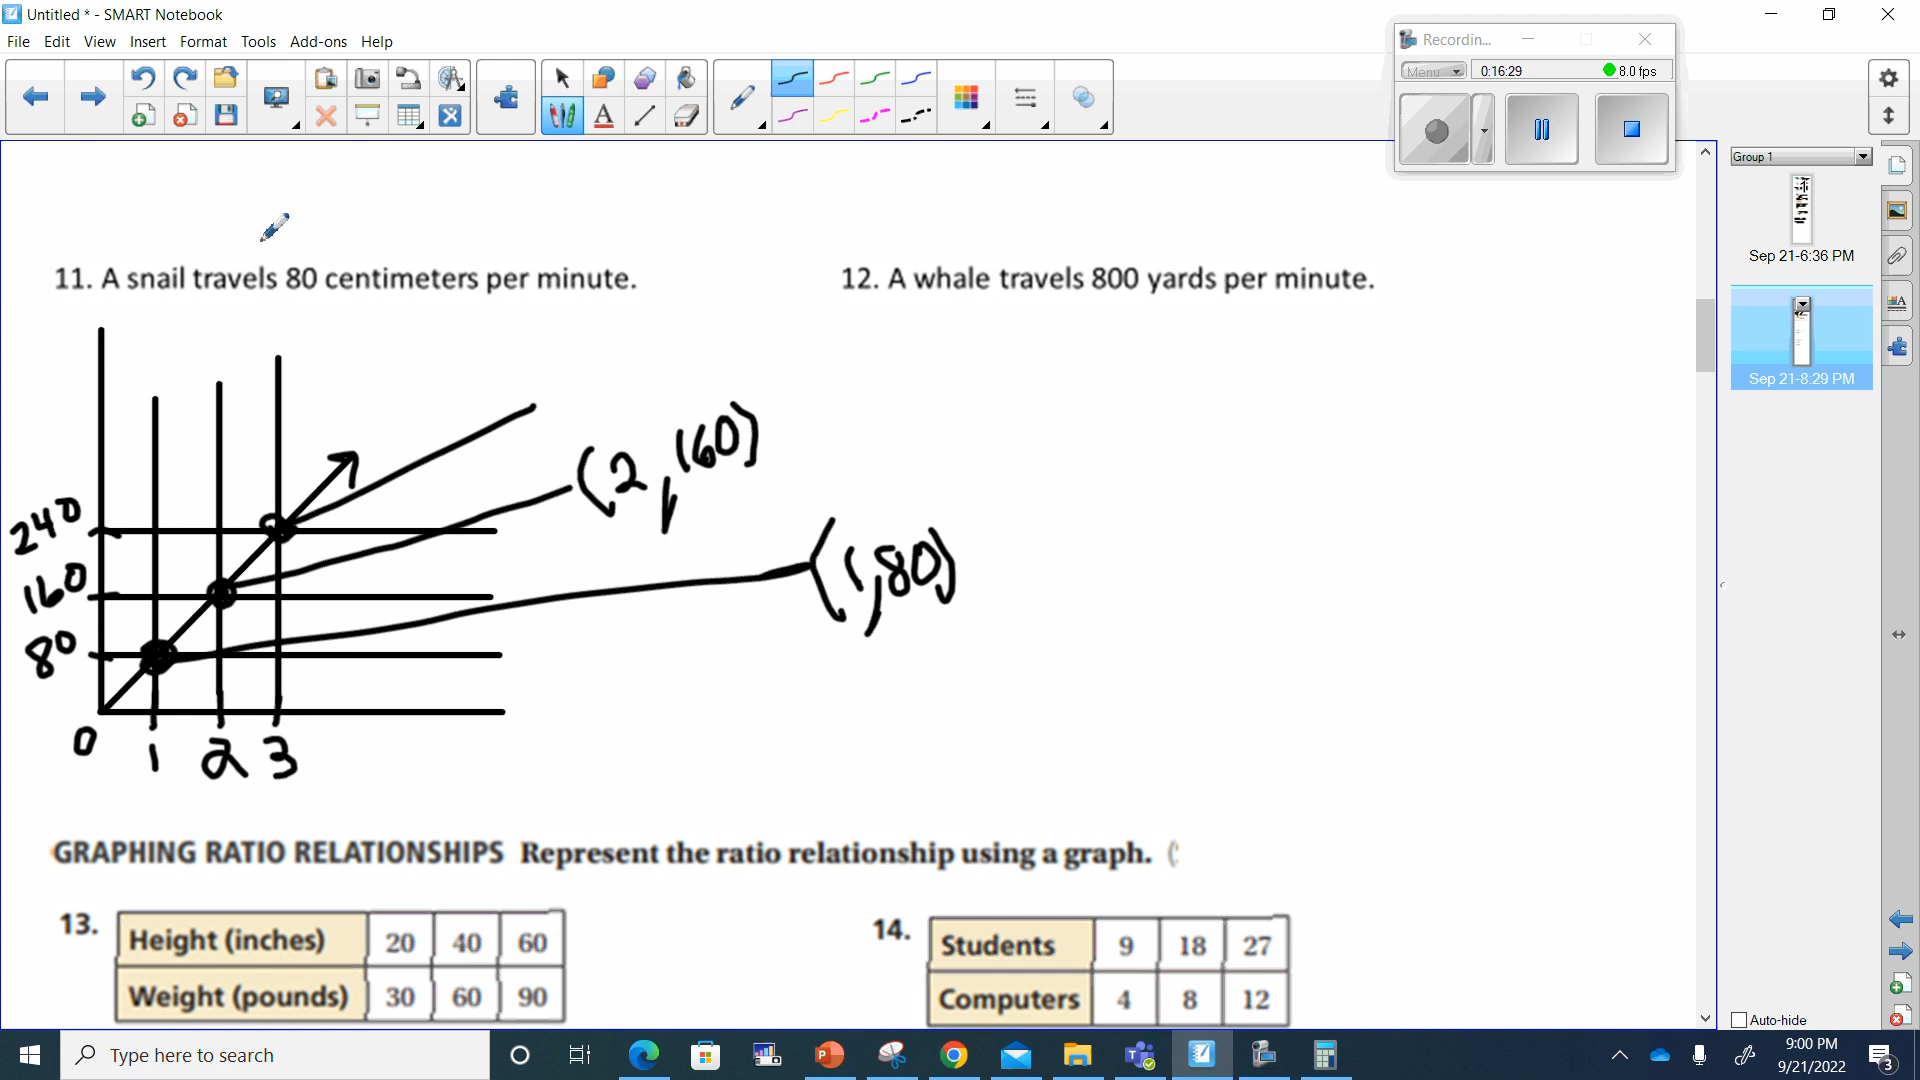 Untitled * - SMART Notebook
File Edit View Insert Format Tools Add-ons Help
Recordin...
Menu 0:16:29 8.0 fps
Group 1
Sep 21-6:36 PM
Sep 21-8:29 PM
11. A snail travels 80 centimeters per minute.
12. A whale travels 800 yards per minute.
(2,160)
240
(1,80)
160
80
0 1 2 3
GRAPHING RATIO RELATIONSHIPS Represent the ratio relationship using a graph. (
13. Height (inches) 20 40 60
Weight (pounds) 30 60 90
14. Students 9 18 27
Computers 4 8 12
Auto-hide
Type here to search
9:00 PM
9/21/2022
3